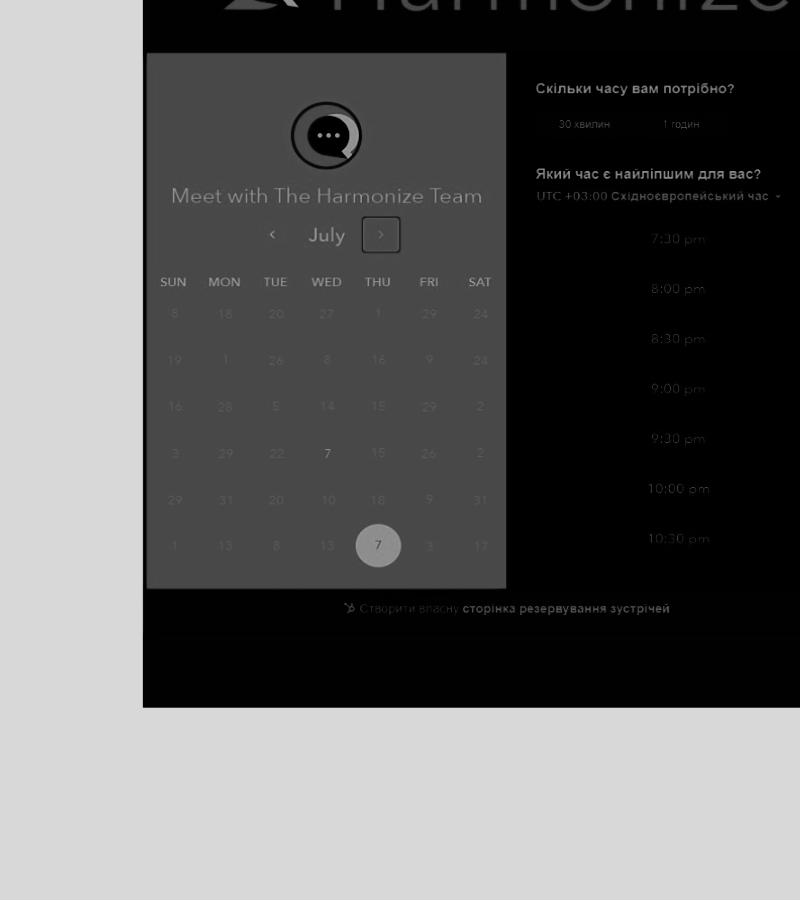 Harmonize
Meet with The Harmonize Team
‹ July ›
SUN MON TUE WED THU FRI SAT
8 18 20 27 1 29 24
19 1 26 8 16 9 24
16 28 5 14 15 29 2
3 29 22 7 15 26 2
29 31 20 10 18 9 31
1 13 8 13 7 3 17
Скільки часу вам потрібно?
30 хвилин 1 годин
Який час є найліпшим для вас?
UTC +03:00 Східноєвропейський час
7:30 pm
8:00 pm
8:30 pm
9:00 pm
9:30 pm
10:00 pm
10:30 pm
Створити власну сторінка резервування зустрічей